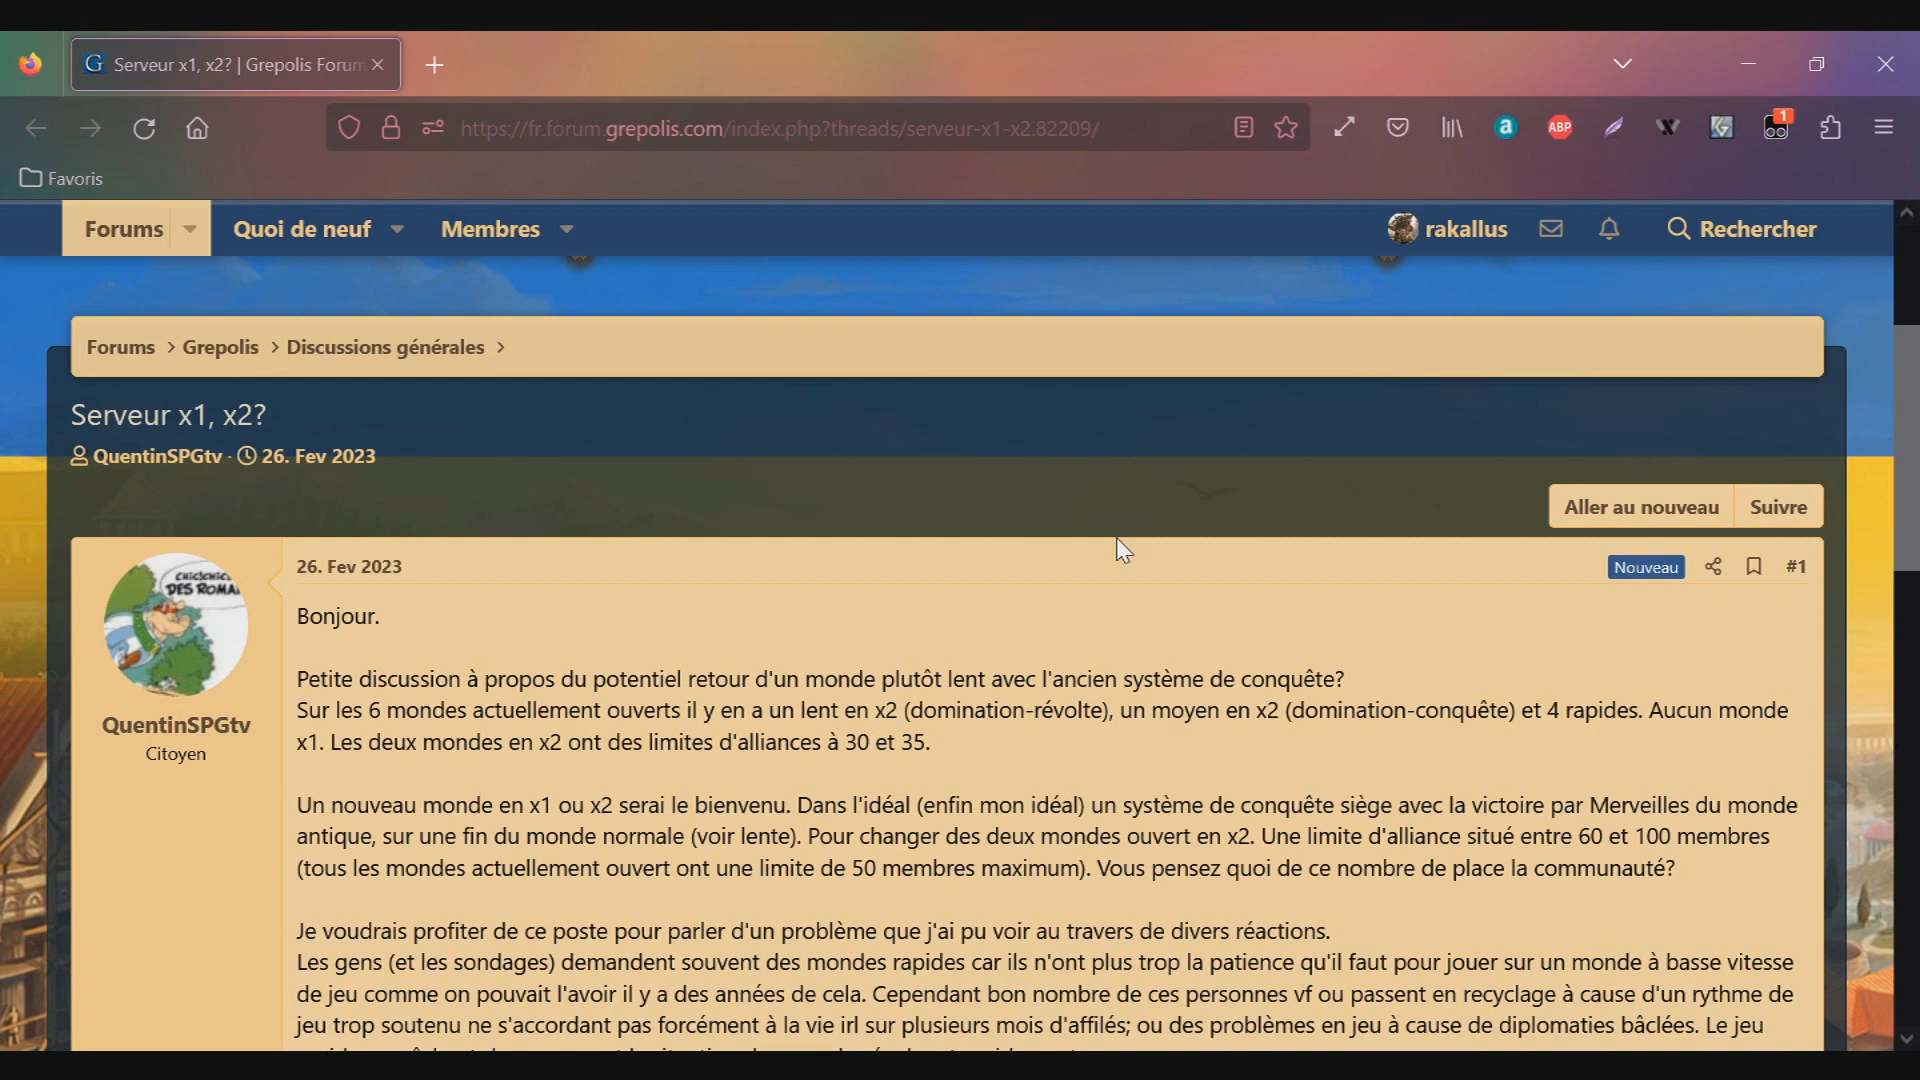 Serveur x1, x2? | Grepolis Forum
https://fr.forum.grepolis.com/index.php?threads/serveur-x1-x2.82209/
ABP
1
Favoris
Forums Quoi de neuf Membres rakallus Rechercher
Forums > Grepolis > Discussions générales >
Serveur x1, x2?
QuentinSPGtv · 26. Fev 2023
Aller au nouveau Suivre
26. Fev 2023 Nouveau #1
DES ROMA
QuentinSPGtv
Citoyen
Bonjour.
Petite discussion à propos du potentiel retour d'un monde plutôt lent avec l'ancien système de conquête?
Sur les 6 mondes actuellement ouverts il y en a un lent en x2 (domination-révolte), un moyen en x2 (domination-conquête) et 4 rapides. Aucun monde
x1. Les deux mondes en x2 ont des limites d'alliances à 30 et 35.
Un nouveau monde en x1 ou x2 serai le bienvenu. Dans l'idéal (enfin mon idéal) un système de conquête siège avec la victoire par Merveilles du monde
antique, sur une fin du monde normale (voir lente). Pour changer des deux mondes ouvert en x2. Une limite d'alliance situé entre 60 et 100 membres
(tous les mondes actuellement ouvert ont une limite de 50 membres maximum). Vous pensez quoi de ce nombre de place la communauté?
Je voudrais profiter de ce poste pour parler d'un problème que j'ai pu voir au travers de divers réactions.
Les gens (et les sondages) demandent souvent des mondes rapides car ils n'ont plus trop la patience qu'il faut pour jouer sur un monde à basse vitesse
de jeu comme on pouvait l'avoir il y a des années de cela. Cependant bon nombre de ces personnes vf ou passent en recyclage à cause d'un rythme de
jeu trop soutenu ne s'accordant pas forcément à la vie irl sur plusieurs mois d'affilés; ou des problèmes en jeu à cause de diplomaties bâclées. Le jeu